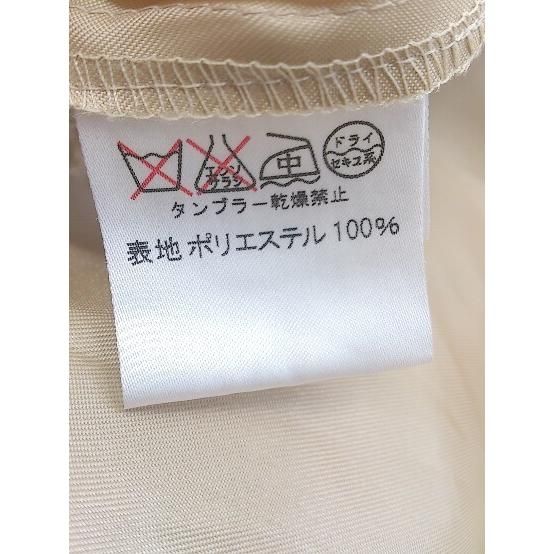 エンソ サラシ 中 ドライ セキユ系
タンブラー乾燥禁止
表地 ポリエステル 100%